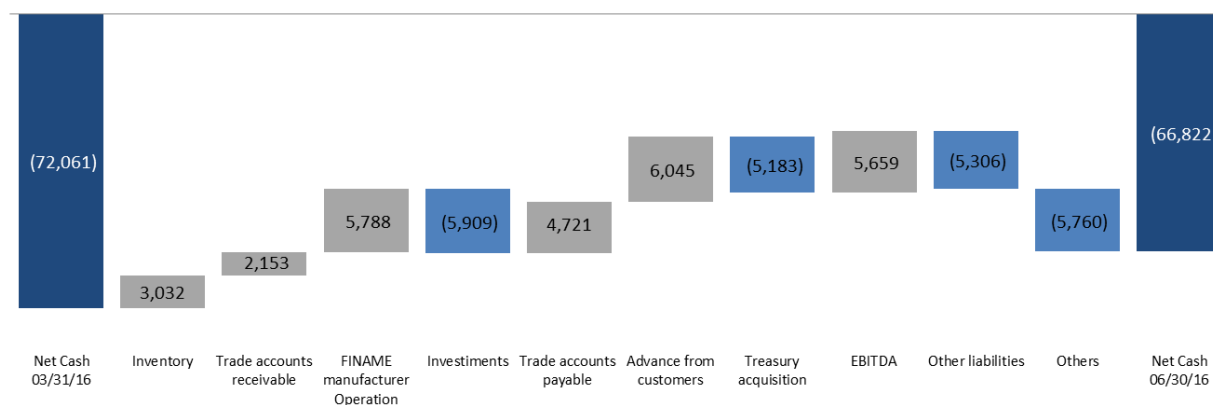 (72,061)
3,032
2,153
5,788
(5,909)
4,721
6,045
(5,183)
5,659
(5,306)
(5,760)
(66,822
Net Cash
03/31/16
Inventory
Trade accounts
receivable
FINAME
manufacturer
Operation
Investiments
Trade accounts
payable
Advance from
customers
Treasury
acquisition
EBITDA
Other liabilities
Others
Net Cash
06/30/16